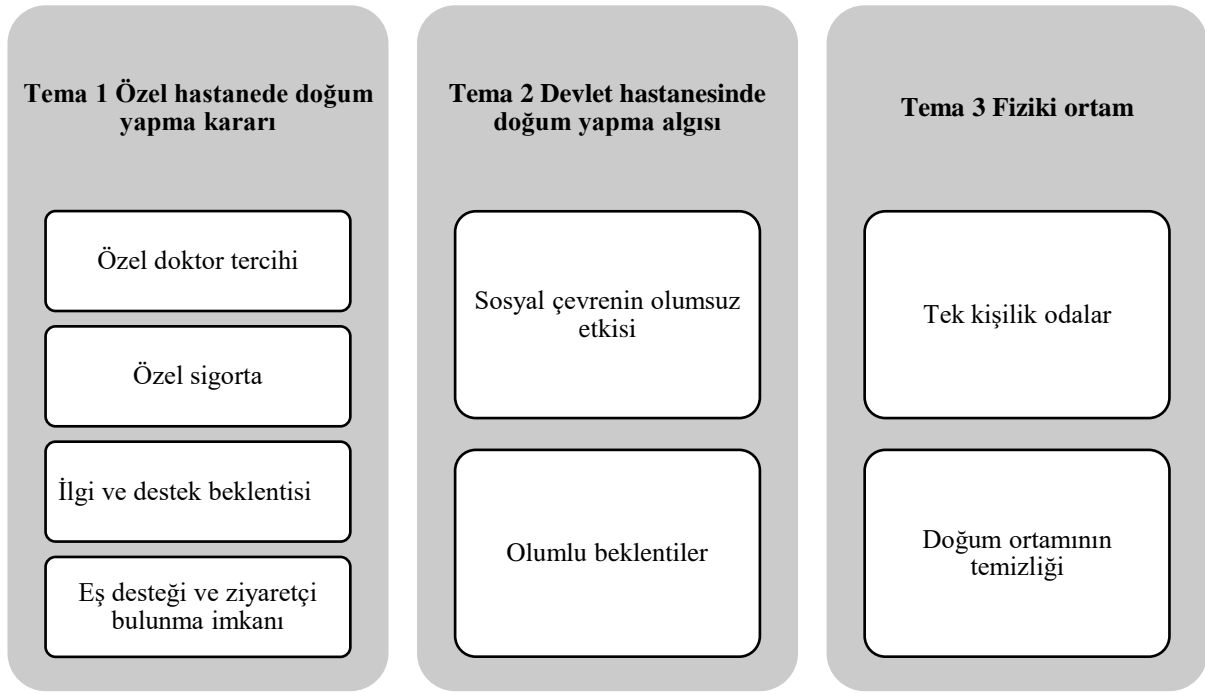 Tema 1 Özel hastanede doğum
yapma kararı
Özel doktor tercihi
Özel sigorta
İlgi ve destek beklentisi
Eş desteği ve ziyaretçi
bulunma imkanı
Tema 2 Devlet hastanesinde
doğum yapma algısı
Sosyal çevrenin olumsuz
etkisi
Olumlu beklentiler
Tema 3 Fiziki ortam
Tek kişilik odalar
Doğum ortamının
temizliği